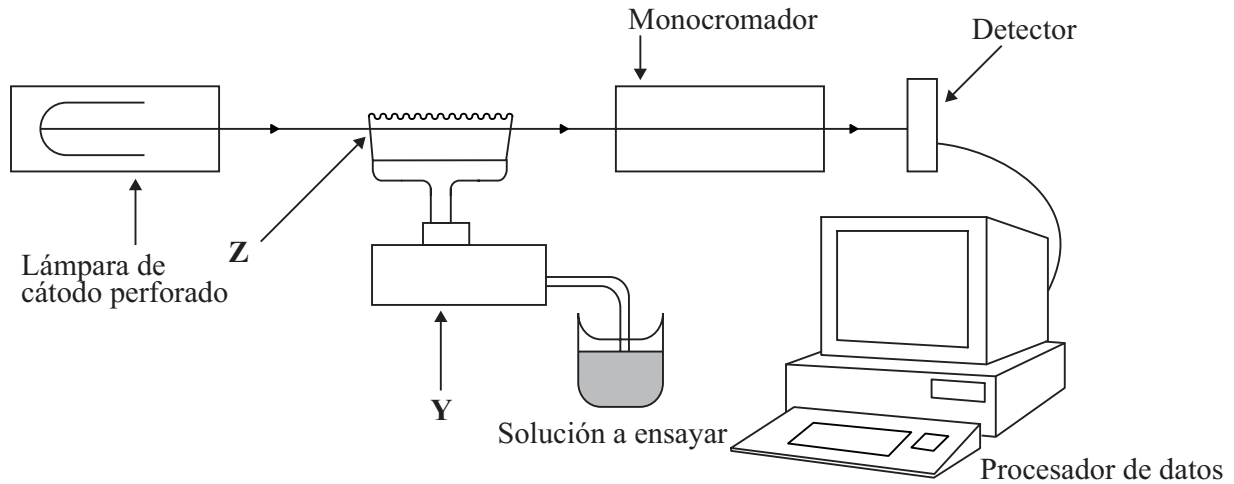 Monocromador
Detector
Z
Lámpara de
cátodo perforado
Y
Solución a ensayar
Procesador de datos